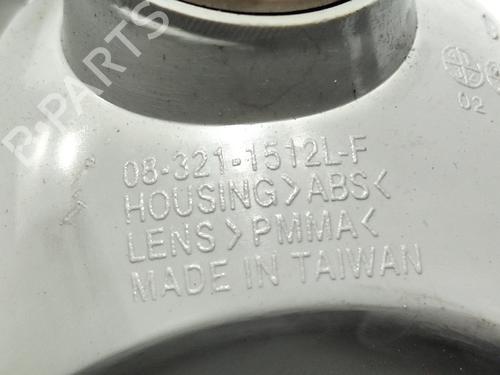 B-PARTS
08-321-1512L-F
HOUSING>ABS<
LENS>PMMA<
MADE IN TAIWAN
02